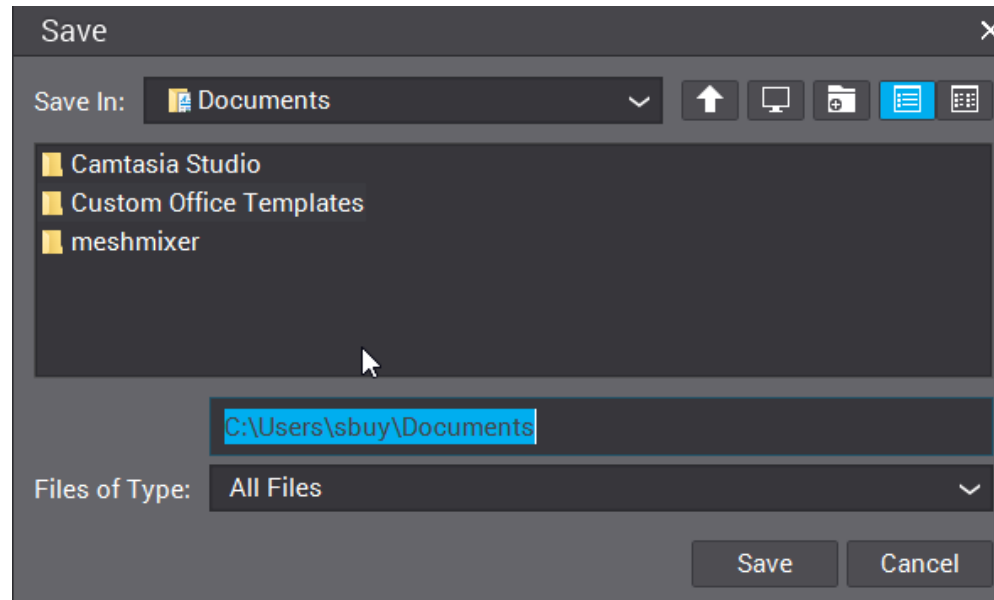 Save
Save In: Documents
Camtasia Studio
Custom Office Templates
meshmixer
C:\Users\sbuy\Documents
Files of Type: All Files
Save Cancel